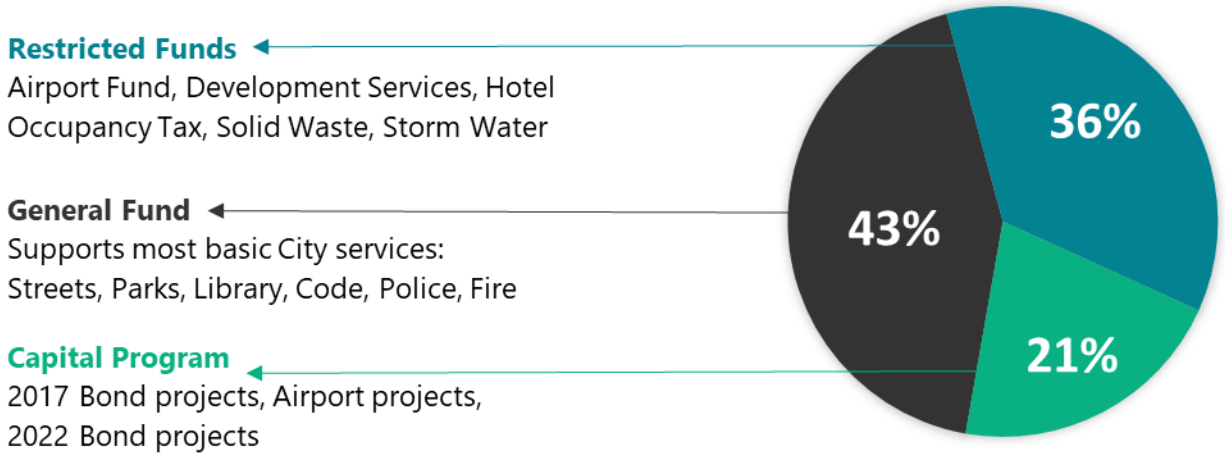 Restricted Funds
Airport Fund, Development Services, Hotel
Occupancy Tax, Solid Waste, Storm Water
General Fund
Supports most basic City services:
Streets, Parks, Library, Code, Police, Fire
Capital Program
2017 Bond projects, Airport projects,
2022 Bond projects
36%
43%
21%